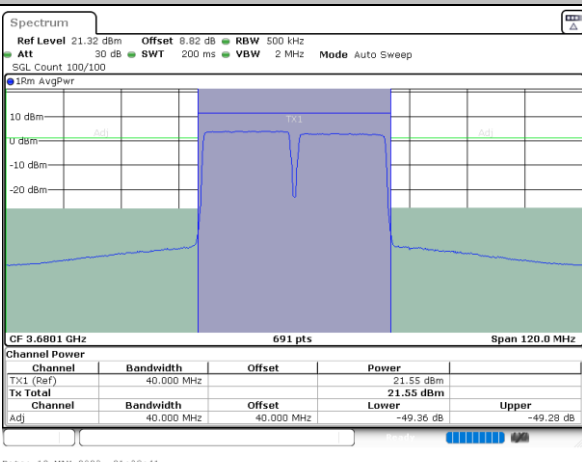 Spectrum
Ref Level 21.32 dBm Offset 8.82 dB RBW 500 kHz
Att 30 dB SWT 200 ms VBW 2 MHz Mode Auto Sweep
SGL Count 100/100
1Rm AvgPwr
10 dBm
TX1
Adj
Adj
0 dBm
-10 dBm
-20 dBm
CF 3.6801 GHz 691 pts Span 120.0 MHz
Channel Power
Channel Bandwidth Offset Power
TX1 (Ref) 40.000 MHz 21.55 dBm
Tx Total 21.55 dBm
Channel Bandwidth Offset Lower Upper
Adj 40.000 MHz 40.000 MHz -49.36 dB -49.28 dB
Ready